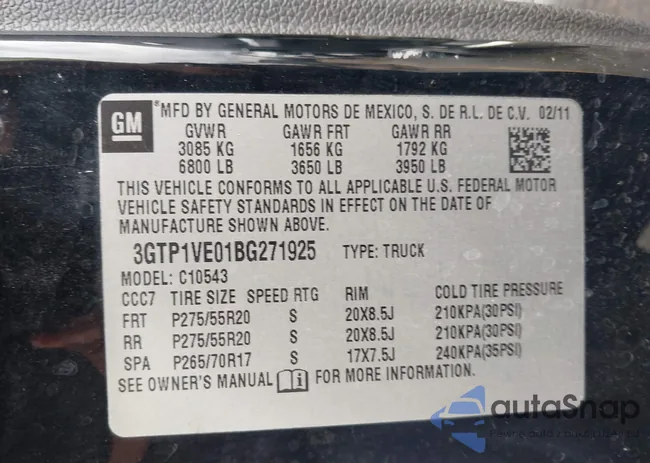 GM
*MFD BY GENERAL MOTORS DE MEXICO, S. DE R.L. DE C.V. 02/11
GVWR GAWR FRT GAWR RR
3085 KG 1656 KG 1792 KG
6800 LB 3650 LB 3950 LB
THIS VEHICLE CONFORMS TO ALL APPLICABLE U.S. FEDERAL MOTOR
VEHICLE SAFETY STANDARDS IN EFFECT ON THE DATE OF
MANUFACTURE SHOWN ABOVE.
3GTP1VE01BG271925 TYPE: TRUCK
MODEL: C10543
CCC7 TIRE SIZE SPEED RTG RIM COLD TIRE PRESSURE
FRT P275/55R20 S 20X8.5J 210KPA(30PSI)
RR P275/55R20 S 20X8.5J 210KPA(30PSI)
SPA P265/70R17 S 17X7.5J 240KPA(35PSI)
SEE OWNER'S MANUAL i FOR MORE INFORMATION.
autaSnap